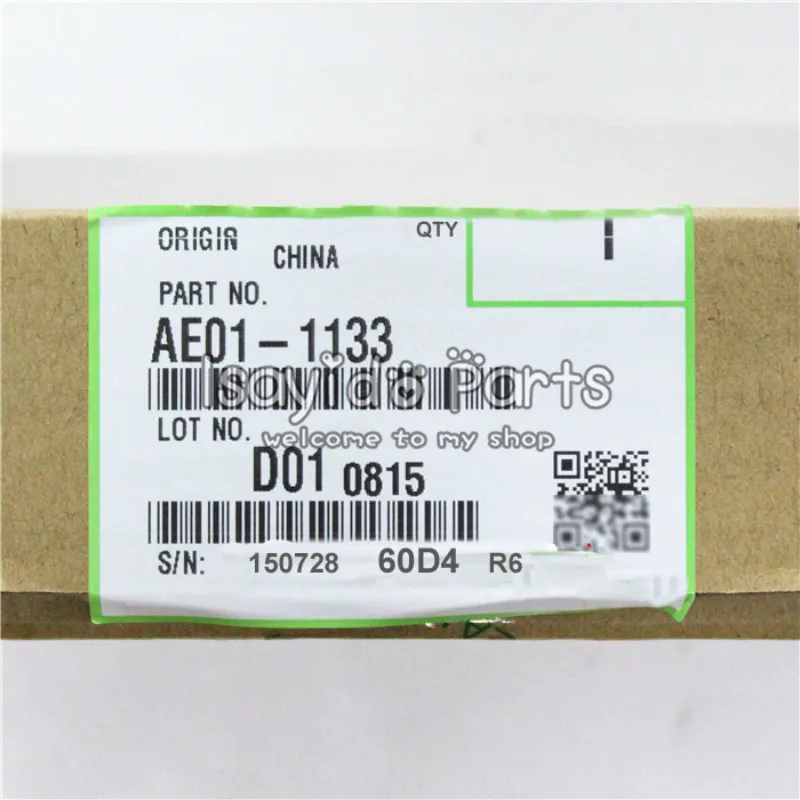 ORIGIN CHINA QTY 1
PART NO.
AE01-1133
Isayido Parts
LOT NO.
welcome to my shop
D01 0815
S/N: 150728 60D4 R6